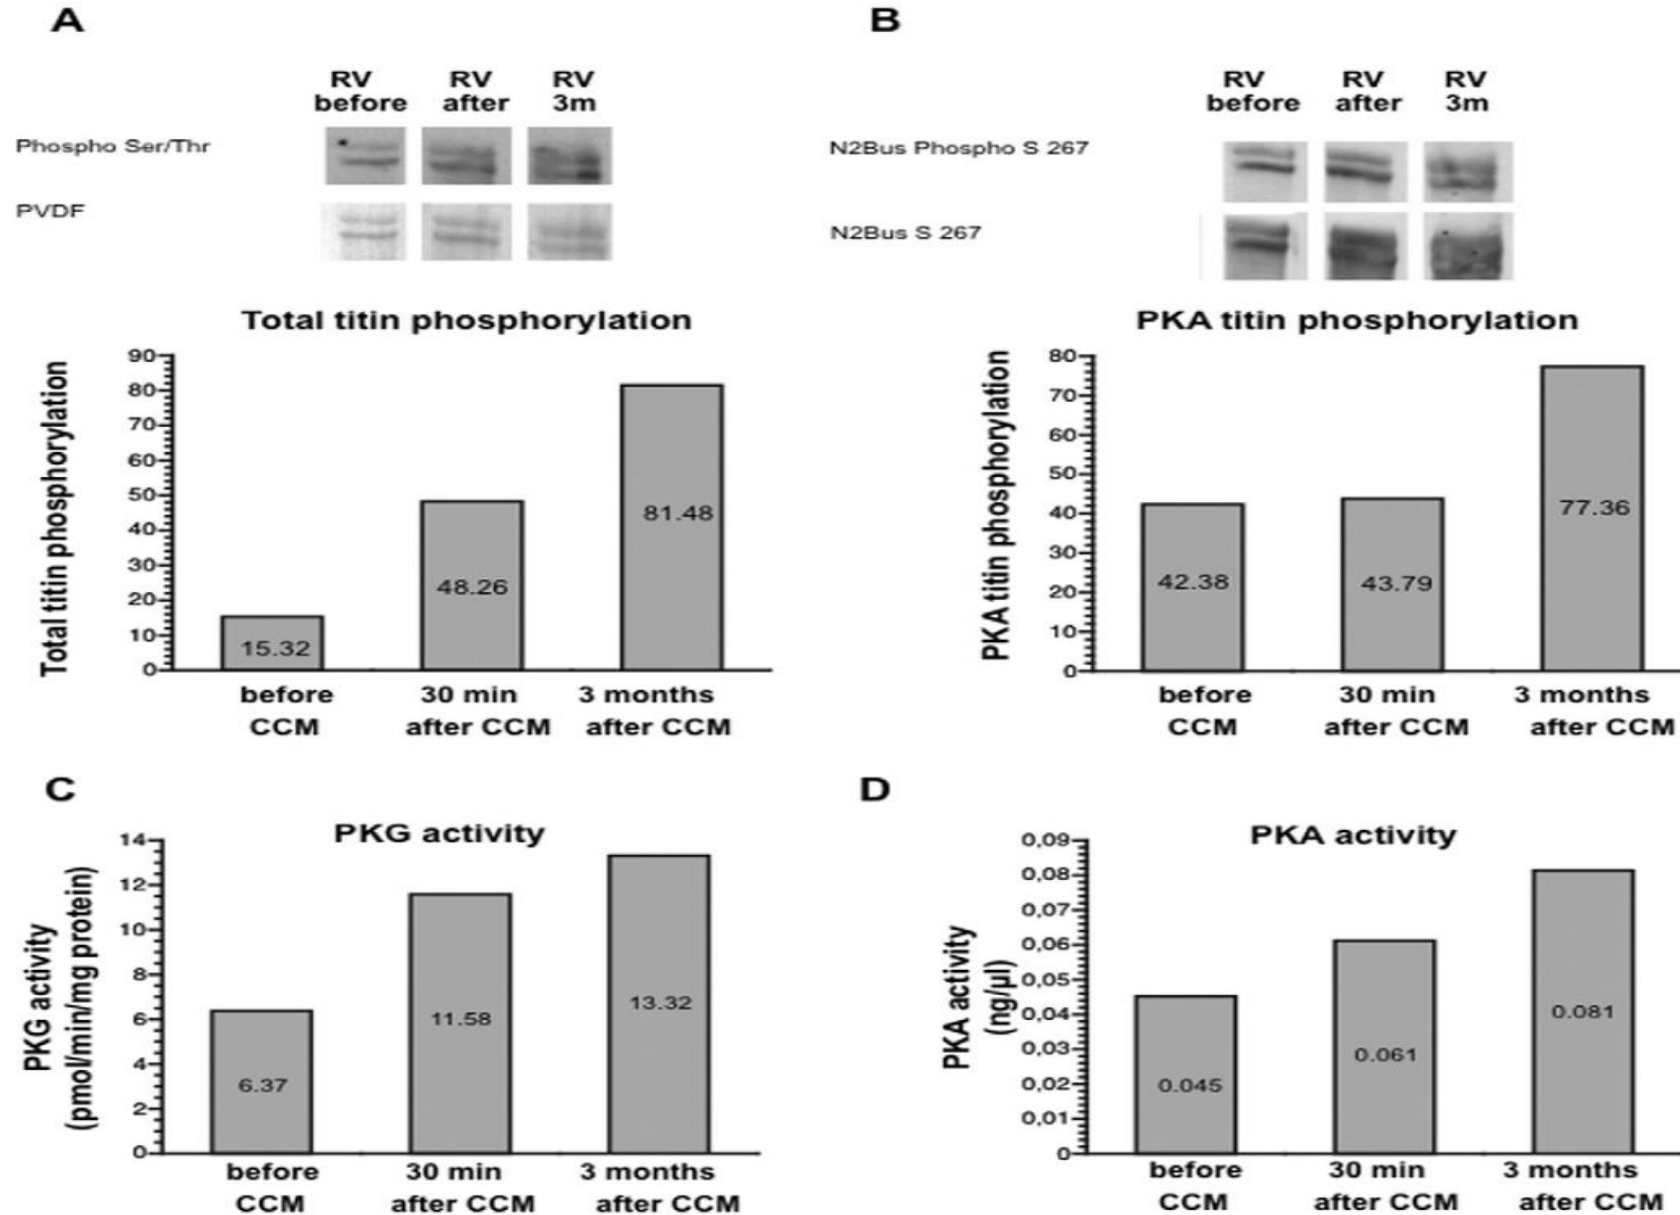 A
RV before
RV after
RV 3m
Phospho Ser/Thr
PVDF
Total titin phosphorylation
Total titin phosphorylation
90
80
70
60
50
40
30
20
10
0
15.32
48.26
81.48
before CCM
30 min after CCM
3 months after CCM
B
RV before
RV after
RV 3m
N2Bus Phospho S 267
N2Bus S 267
PKA titin phosphorylation
PKA titin phosphorylation
80
70
60
50
40
30
20
10
0
42.38
43.79
77.36
before CCM
30 min after CCM
3 months after CCM
C
PKG activity
PKG activity
(pmol/min/mg protein)
14
12
10
8
6
4
2
0
6.37
11.58
13.32
before CCM
30 min after CCM
3 months after CCM
D
PKA activity
PKA activity
(ng/µl)
0,09
0,08
0,07
0,06
0,05
0,04
0,03
0,02
0,01
0
0.045
0.061
0.081
before CCM
30 min after CCM
3 months after CCM